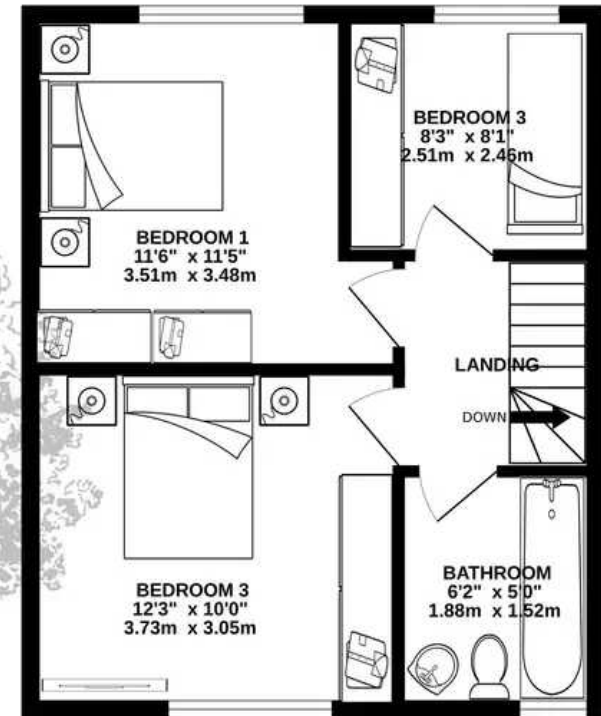 BEDROOM 1
11'6" x 11'5"
3.51m x 3.48m
BEDROOM 3
8'3" x 8'1"
2.51m x 2.46m
LANDING
DOWN
BEDROOM 3
12'3" x 10'0"
3.73m x 3.05m
BATHROOM
6'2" x 5'0"
1.88m x 1.52m